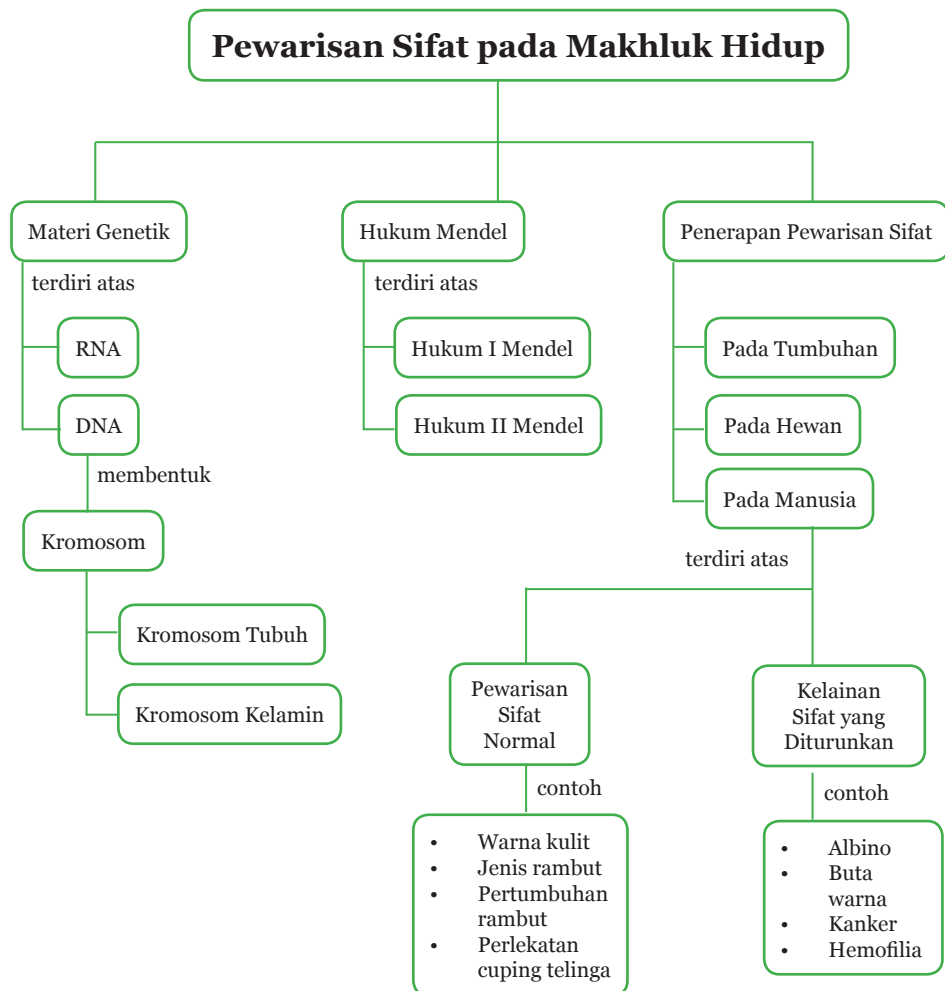 Pewarisan Sifat pada Makhluk Hidup
Materi Genetik
terdiri atas
RNA
DNA
membentuk
Kromosom
Kromosom Tubuh
Kromosom Kelamin
Hukum Mendel
terdiri atas
Hukum I Mendel
Hukum II Mendel
Penerapan Pewarisan Sifat
Pada Tumbuhan
Pada Hewan
Pada Manusia
terdiri atas
Pewarisan
Sifat
Normal
contoh
• Warna kulit
• Jenis rambut
• Pertumbuhan
rambut
• Perlekatan
cuping telinga
Kelainan
Sifat yang
Diturunkan
contoh
• Albino
• Buta
warna
• Kanker
• Hemofilia